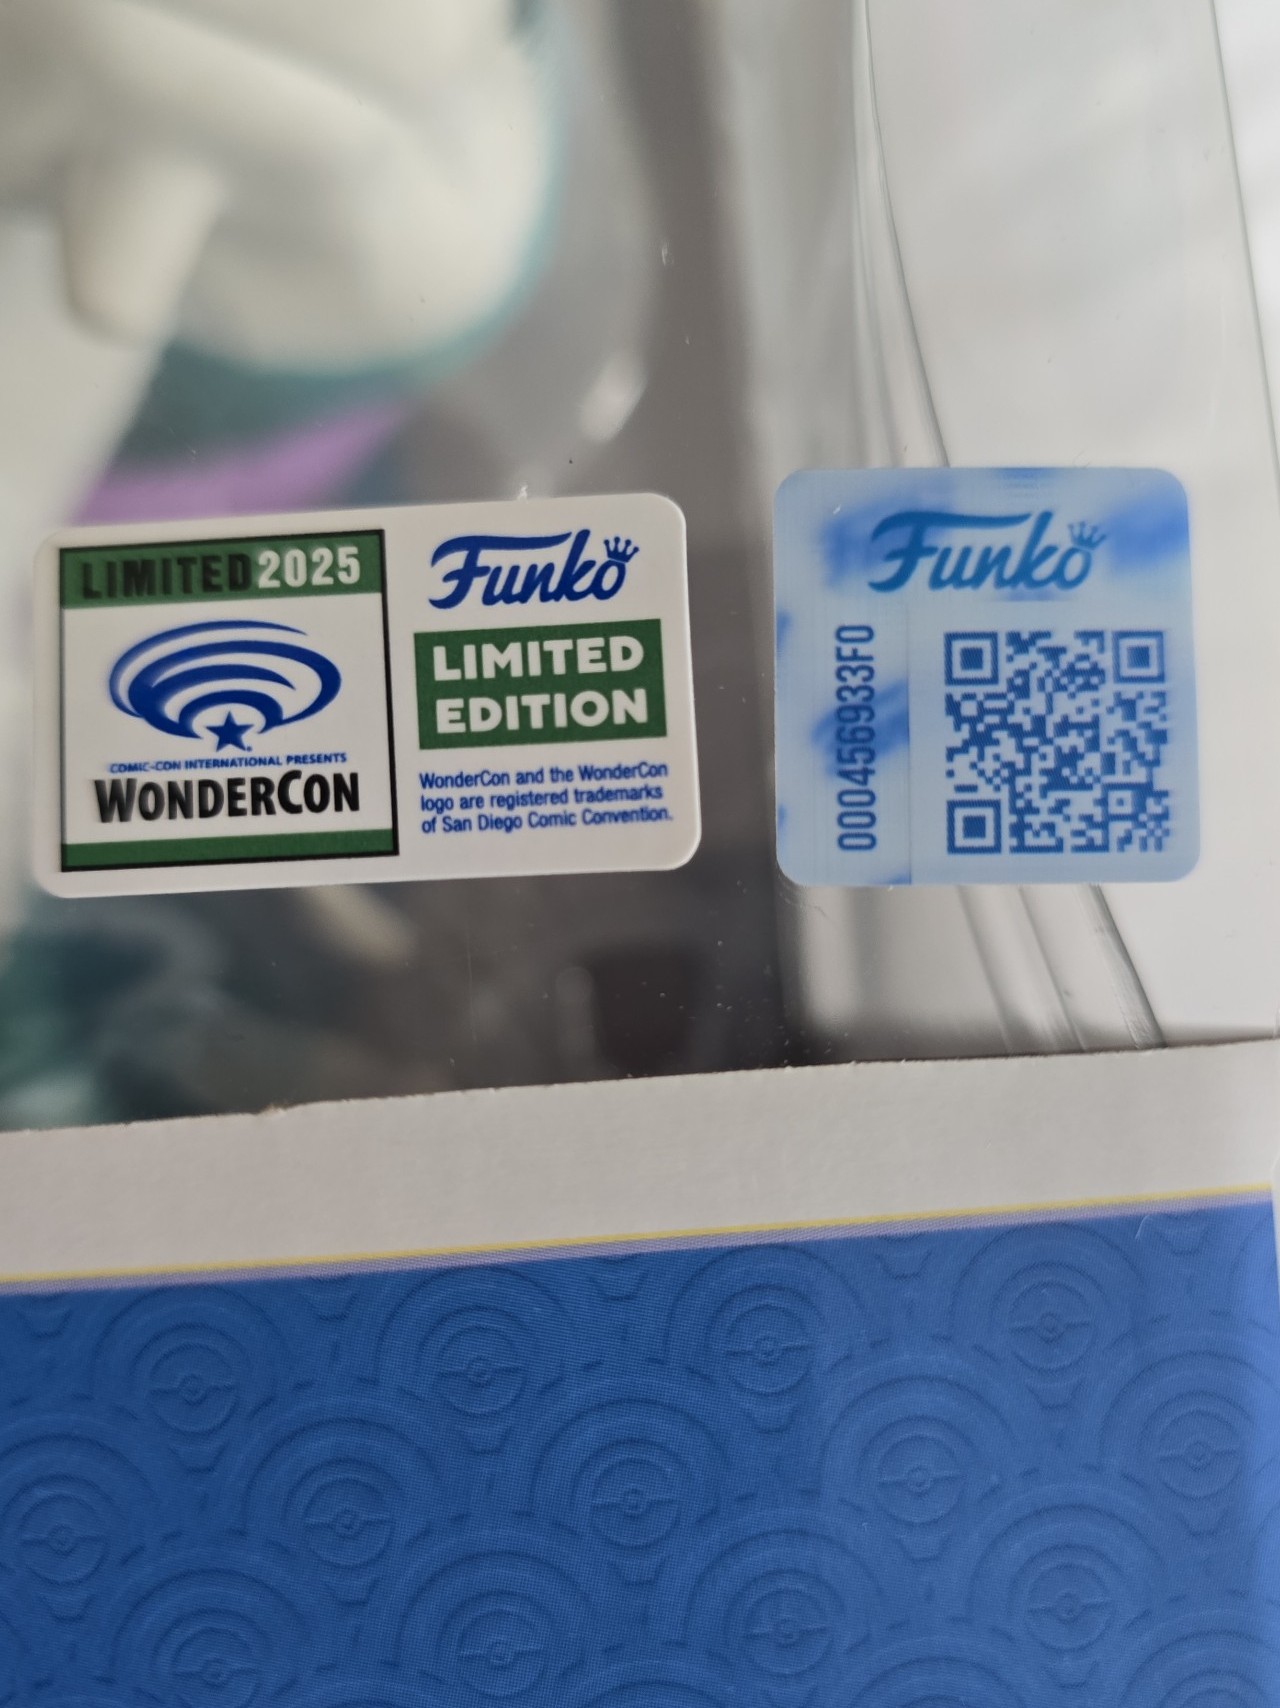 LIMITED 2025
COMIC-CON INTERNATIONAL PRESENTS
WONDERCON
Funko
LIMITED
EDITION
WonderCon and the WonderCon
logo are registered trademarks
of San Diego Comic Convention.
Funko
000456933F0